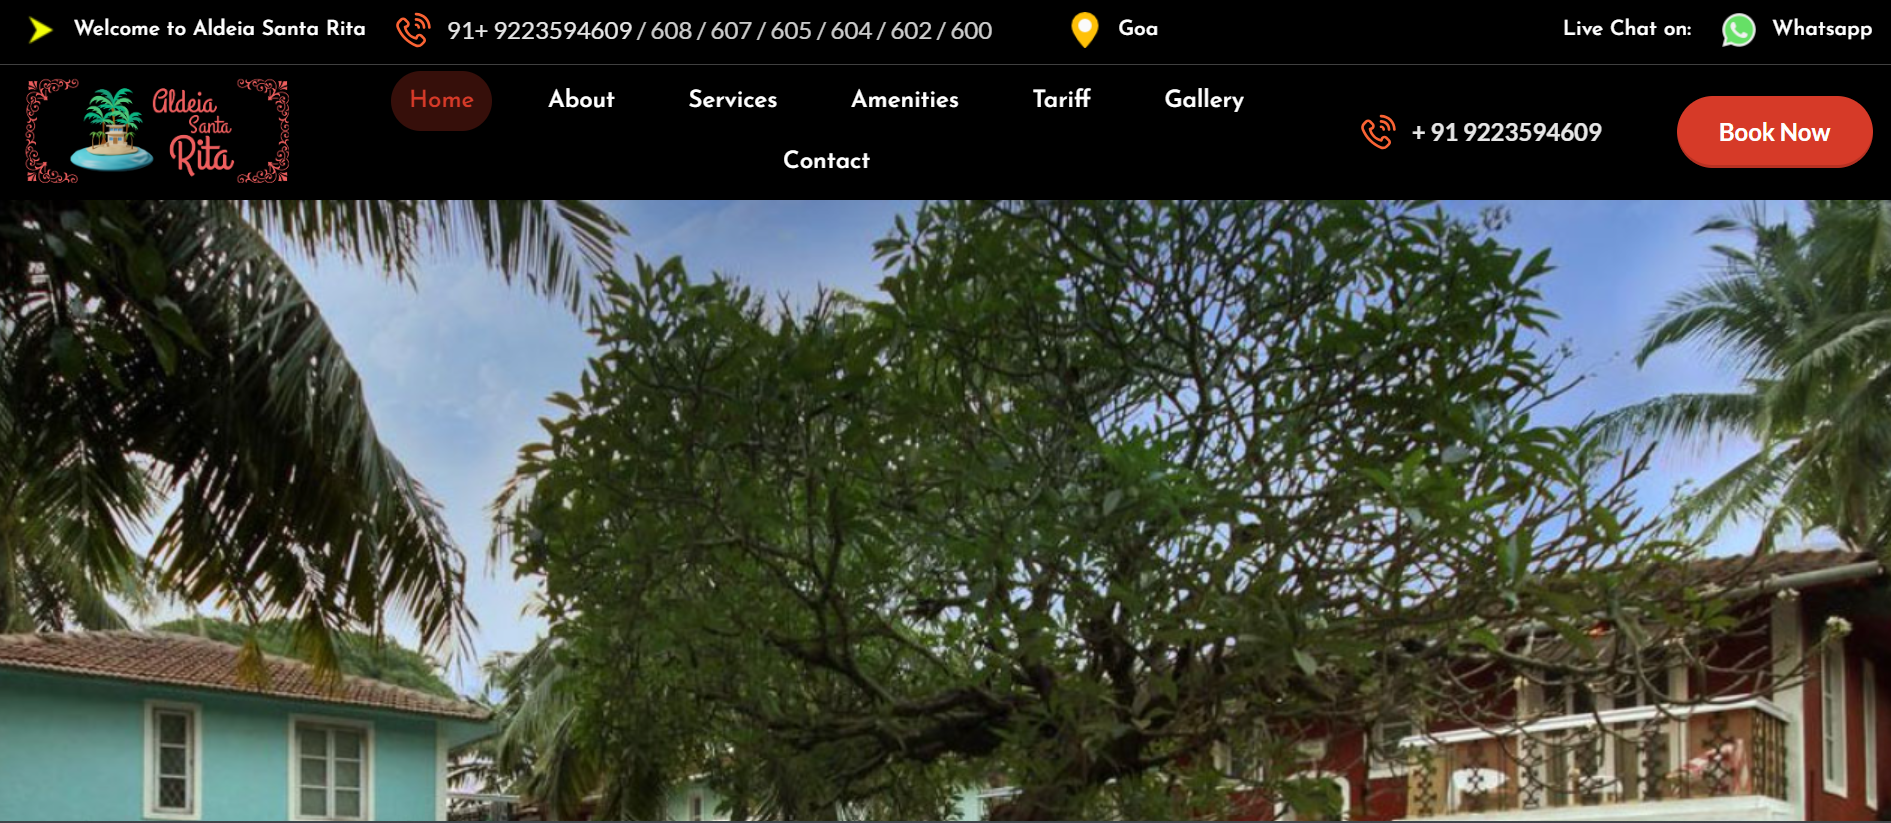 Welcome to Aldeia Santa Rita
91+ 9223594609 / 608 / 607 / 605 / 604 / 602 / 600
Goa
Live Chat on:
Whatsapp
Aldeia
Santa
Rita
Home
About
Services
Amenities
Tariff
Gallery
Contact
+ 91 9223594609
Book Now